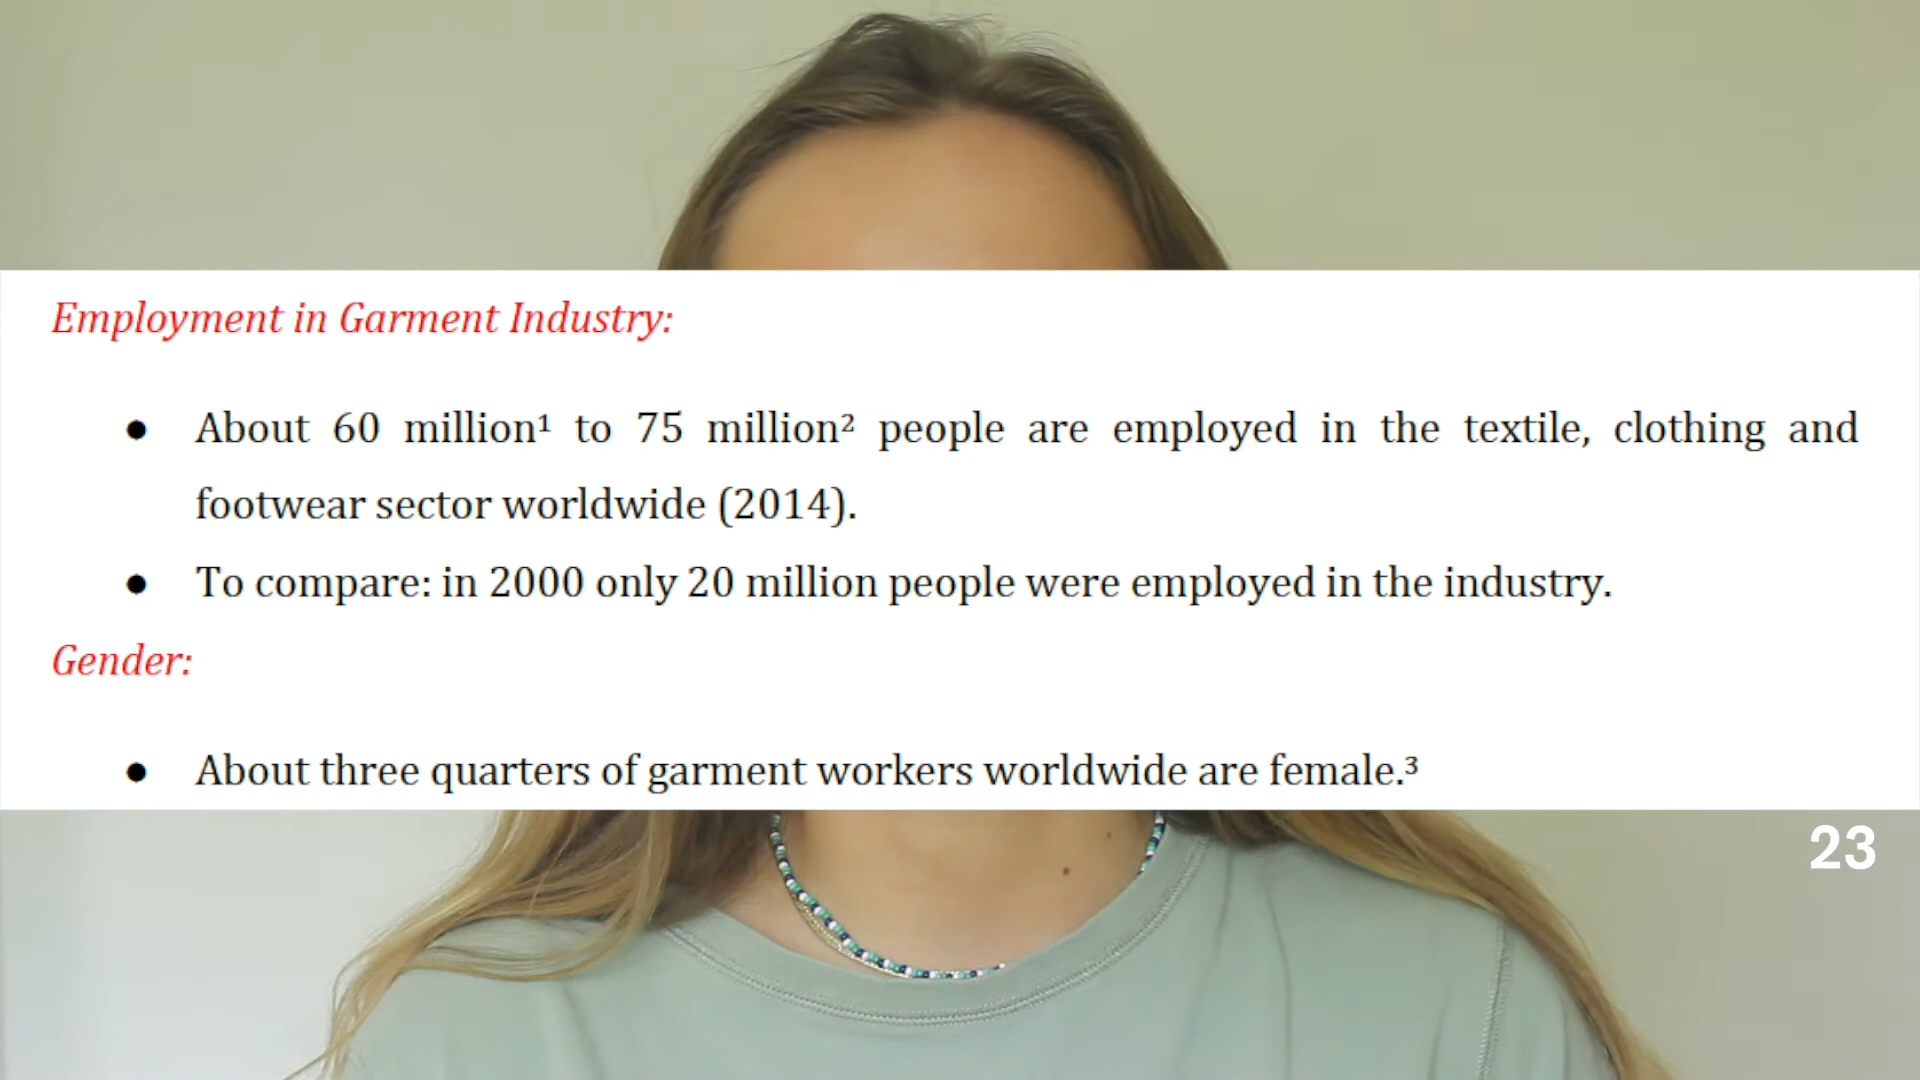 Employment in Garment Industry:
● About 60 million¹ to 75 million² people are employed in the textile, clothing and
footwear sector worldwide (2014).
● To compare: in 2000 only 20 million people were employed in the industry.
Gender:
● About three quarters of garment workers worldwide are female.³
23